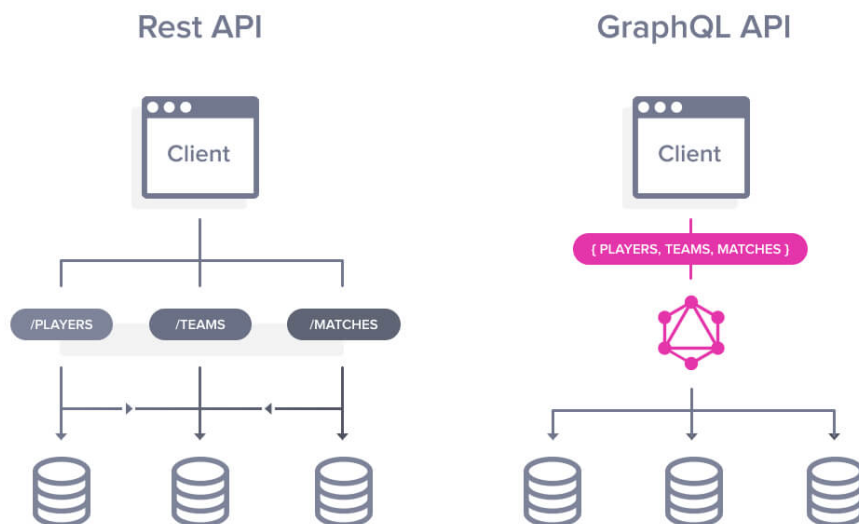 Rest API
GraphQL API
Client
Client
{ PLAYERS, TEAMS, MATCHES }
/PLAYERS
/TEAMS
/MATCHES